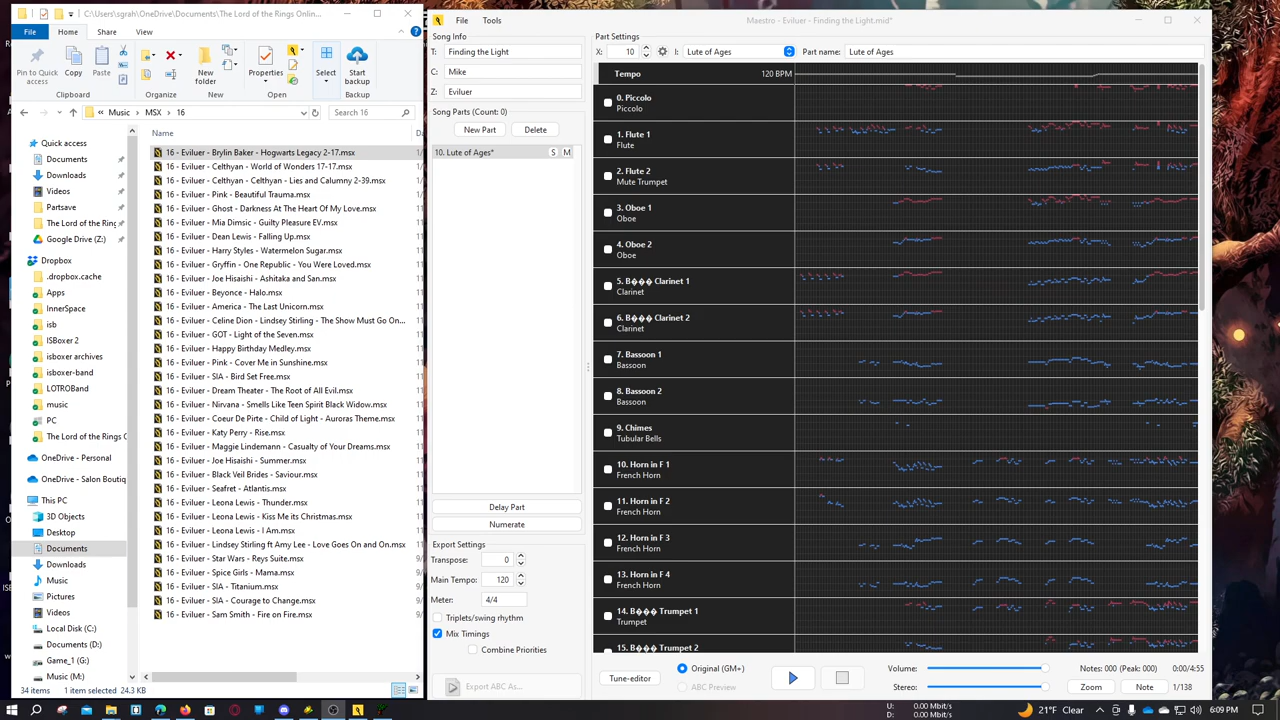 C:\Users\sgrah\OneDrive\Documents\The Lord of the Rings Onlin...
File
Home
Share
View
Pin to Quick access
Copy
Paste
Clipboard
Organize
New folder
New
Properties
Open
Select
Start backup
Backup
« Music > MSX > 16
Search 16
Name
Da
Quick access
Documents
Downloads
Videos
Partsave
The Lord of the Ring
Google Drive (Z:)
Dropbox
.dropbox.cache
Apps
InnerSpace
isb
ISBoxer 2
isboxer archives
isboxer-band
LOTROBand
music
PC
The Lord of the Rings O
OneDrive - Personal
OneDrive - Salon Boutiq
This PC
3D Objects
Desktop
Documents
Downloads
Music
Pictures
Videos
Local Disk (C:)
Documents (D:)
Game_1 (G:)
Music (M:)
16 - Eviluer - Brylin Baker - Hogwarts Legacy 2-17.msx
16 - Eviluer - Celthyan - World of Wonders 17-17.msx
16 - Eviluer - Celthyan - Celthyan - Lies and Calumny 2-39.msx
16 - Eviluer - Pink - Beautiful Trauma.msx
16 - Eviluer - Ghost - Darkness At The Heart Of My Love.msx
16 - Eviluer - Mia Dimsic - Guilty Pleasure EV.msx
16 - Eviluer - Dean Lewis - Falling Up.msx
16 - Eviluer - Harry Styles - Watermelon Sugar.msx
16 - Eviluer - Gryffin - One Republic - You Were Loved.msx
16 - Eviluer - Joe Hisaishi - Ashitaka and San.msx
16 - Eviluer - Beyonce - Halo.msx
16 - Eviluer - America - The Last Unicorn.msx
16 - Eviluer - Celine Dion - Lindsey Stirling - The Show Must Go On...
16 - Eviluer - GOT - Light of the Seven.msx
16 - Eviluer - Happy Birthday Medley.msx
16 - Eviluer - Pink - Cover Me in Sunshine.msx
16 - Eviluer - SIA - Bird Set Free.msx
16 - Eviluer - Dream Theater - The Root of All Evil.msx
16 - Eviluer - Nirvana - Smells Like Teen Spirit Black Widow.msx
16 - Eviluer - Coeur De Pirte - Child of Light - Auroras Theme.msx
16 - Eviluer - Katy Perry - Rise.msx
16 - Eviluer - Maggie Lindemann - Casualty of Your Dreams.msx
16 - Eviluer - Joe Hisaishi - Summer.msx
16 - Eviluer - Black Veil Brides - Saviour.msx
16 - Eviluer - Seafret - Atlantis.msx
16 - Eviluer - Leona Lewis - Thunder.msx
16 - Eviluer - Leona Lewis - Kiss Me its Christmas.msx
16 - Eviluer - Leona Lewis - I Am.msx
16 - Eviluer - Lindsey Stirling ft Amy Lee - Love Goes On and On.msx
16 - Eviluer - Star Wars - Reys Suite.msx
16 - Eviluer - Spice Girls - Mama.msx
16 - Eviluer - SIA - Titanium.msx
16 - Eviluer - SIA - Courage to Change.msx
16 - Eviluer - Sam Smith - Fire on Fire.msx
34 items 1 item selected 24.3 KB
File Tools
Maestro - Eviluer - Finding the Light.mid*
Song Info
T: Finding the Light
C: Mike
Z: Eviluer
Song Parts (Count: 0)
New Part Delete
10. Lute of Ages* S M
Delay Part
Numerate
Export Settings
Transpose: 0
Main Tempo: 120
Meter: 4/4
Triplets/swing rhythm
Mix Timings
Combine Priorities
Export ABC As...
Part Settings
X: 10 I: Lute of Ages Part name: Lute of Ages
Tempo 120 BPM
0. Piccolo
Piccolo
1. Flute 1
Flute
2. Flute 2
Mute Trumpet
3. Oboe 1
Oboe
4. Oboe 2
Oboe
5. B��� Clarinet 1
Clarinet
6. B��� Clarinet 2
Clarinet
7. Bassoon 1
Bassoon
8. Bassoon 2
Bassoon
9. Chimes
Tubular Bells
10. Horn in F 1
French Horn
11. Horn in F 2
French Horn
12. Horn in F 3
French Horn
13. Horn in F 4
French Horn
14. B��� Trumpet 1
Trumpet
15. B��� Trumpet 2
Tune-editor
Original (GM+)
ABC Preview
Volume:
Stereo:
Notes: 000 (Peak: 000) 0:00/4:55
Zoom Note 1/138
21°F Clear
U: 0.00 Mbit/s
D: 0.00 Mbit/s
6:09 PM